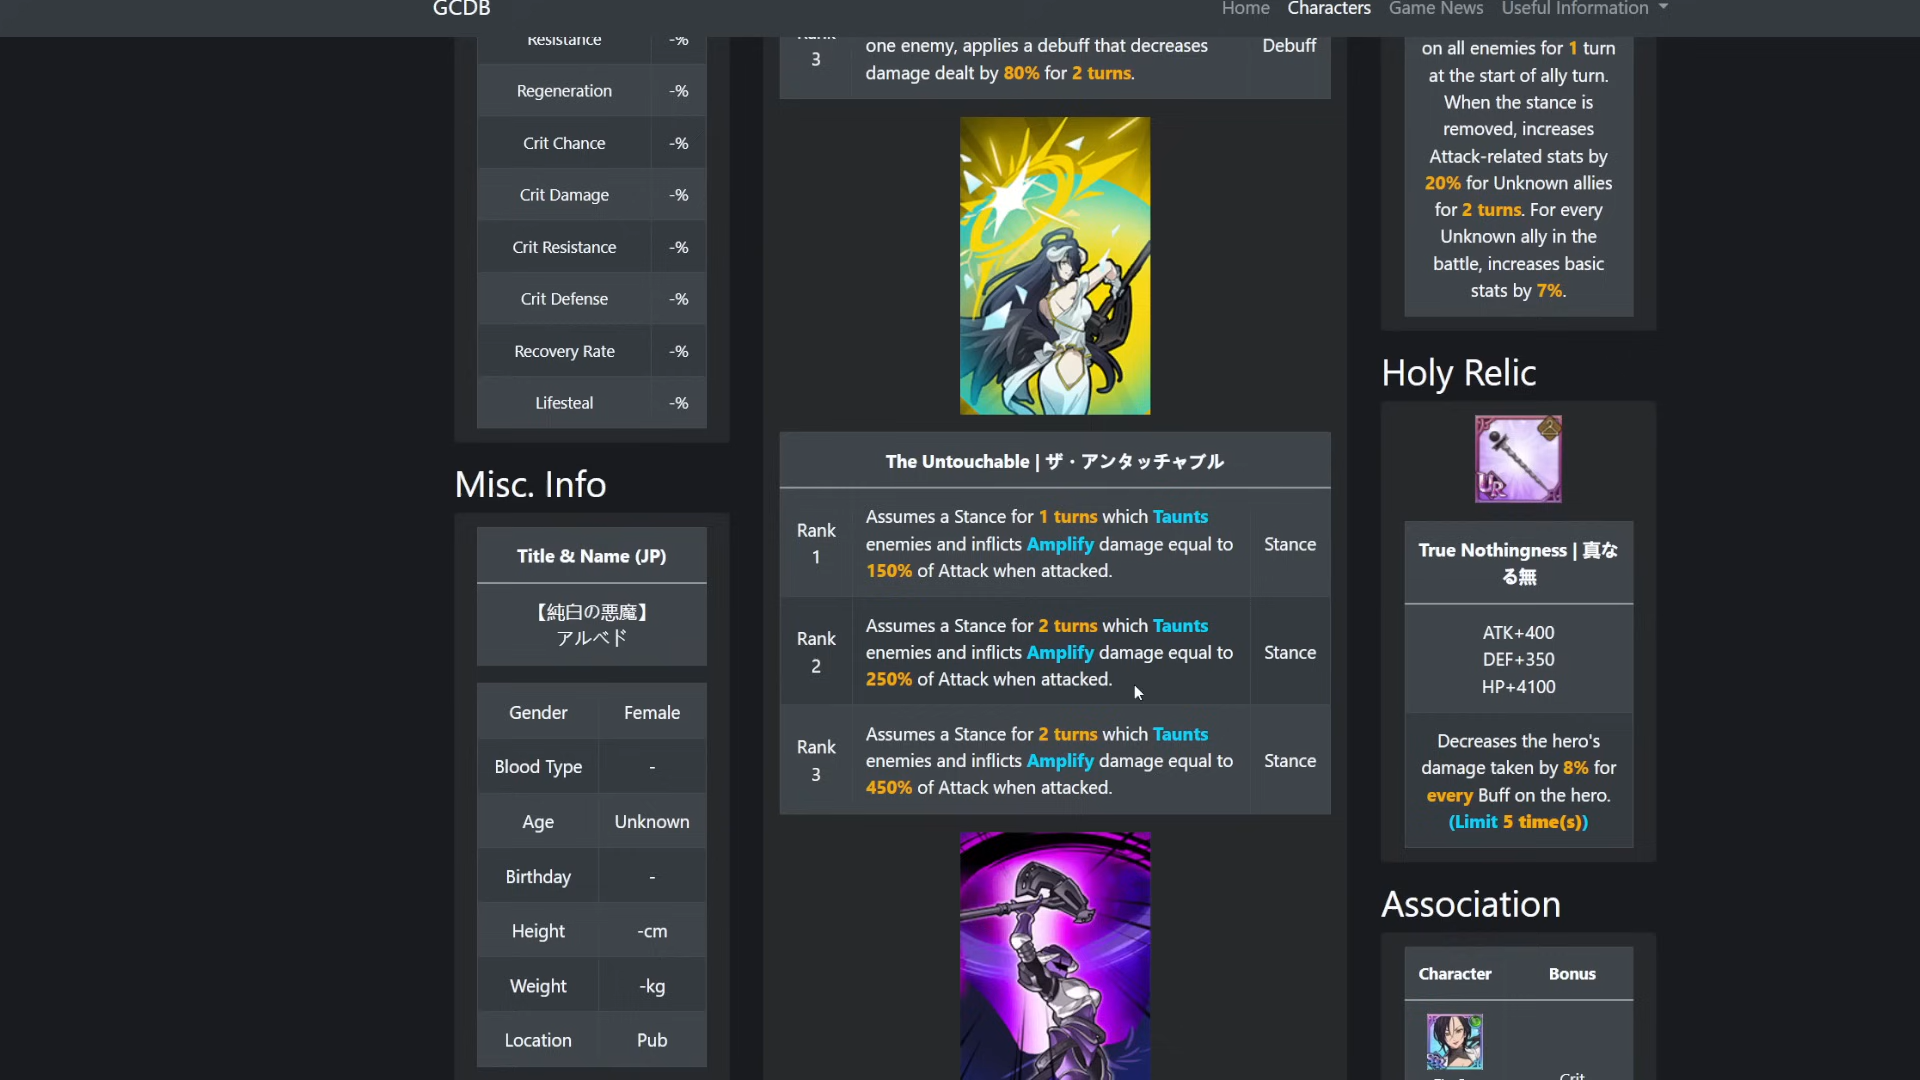 GCDB
Home Characters Game News Useful Information
Resistance -%
Regeneration -%
Crit Chance -%
Crit Damage -%
Crit Resistance -%
Crit Defense -%
Recovery Rate -%
Lifesteal -%
Misc. Info
Title & Name (JP)
【純白の悪魔】
アルベド
Gender Female
Blood Type -
Age Unknown
Birthday -
Height -cm
Weight -kg
Location Pub
Rank
3
one enemy, applies a debuff that decreases
damage dealt by 80% for 2 turns.
Debuff
The Untouchable | ザ・アンタッチャブル
Rank
1
Assumes a Stance for 1 turns which Taunts
enemies and inflicts Amplify damage equal to
150% of Attack when attacked.
Stance
Rank
2
Assumes a Stance for 2 turns which Taunts
enemies and inflicts Amplify damage equal to
250% of Attack when attacked.
Stance
Rank
3
Assumes a Stance for 2 turns which Taunts
enemies and inflicts Amplify damage equal to
450% of Attack when attacked.
Stance
on all enemies for 1 turn
at the start of ally turn.
When the stance is
removed, increases
Attack-related stats by
20% for Unknown allies
for 2 turns. For every
Unknown ally in the
battle, increases basic
stats by 7%.
Holy Relic
UR
True Nothingness | 真な
る無
ATK+400
DEF+350
HP+4100
Decreases the hero's
damage taken by 8% for
every Buff on the hero.
(Limit 5 time(s))
Association
Character Bonus
Crit